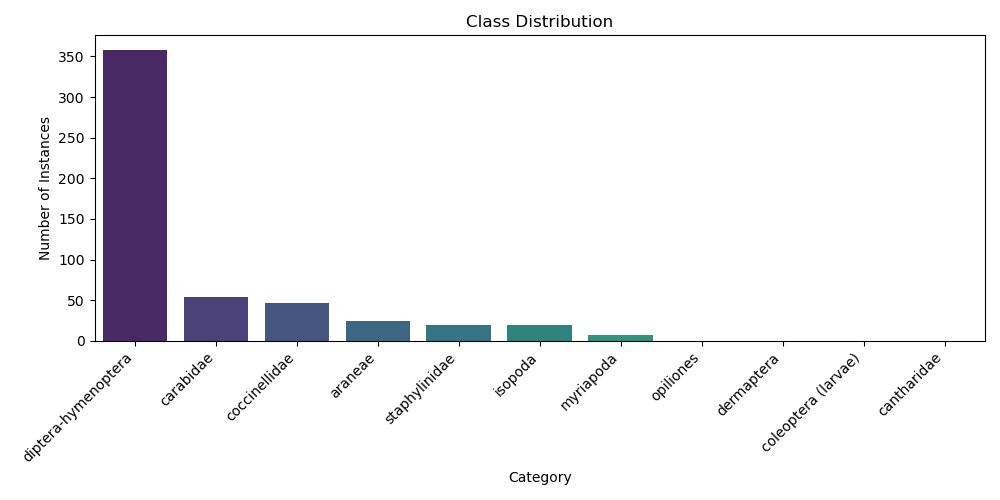 Class Distribution
Number of Instances
350
300
250
200
150
100
50
0
diptera-hymenoptera
carabidae
coccinellidae
araneae
staphylinidae
isopoda
myriapoda
opiliones
dermaptera
coleoptera (larvae)
cantharidae
Category